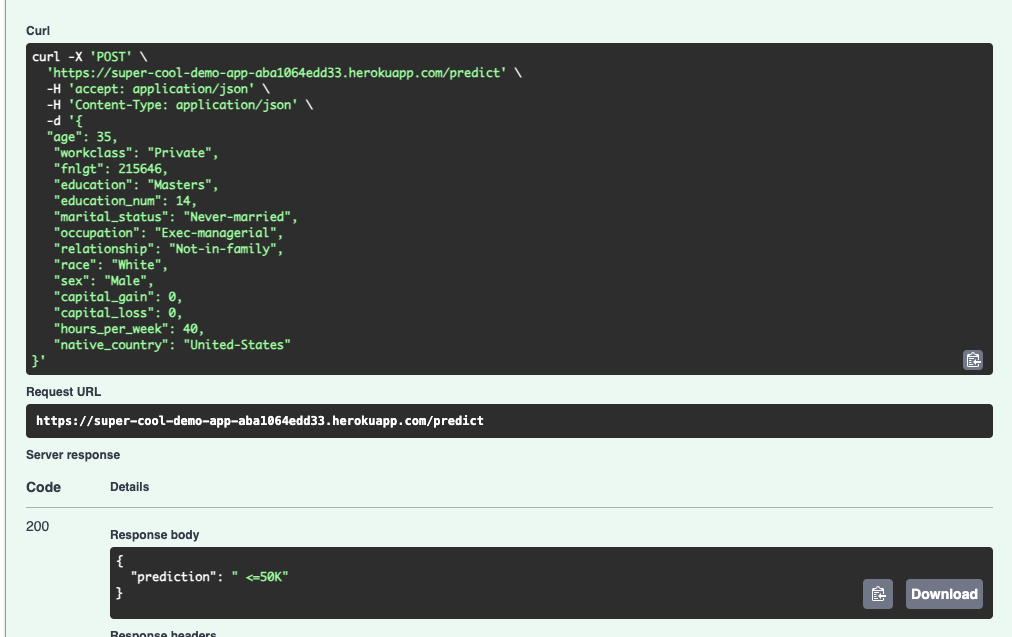 Curl
curl -X 'POST' \
  'https://super-cool-demo-app-aba1064edd33.herokuapp.com/predict' \
  -H 'accept: application/json' \
  -H 'Content-Type: application/json' \
  -d '{
  "age": 35,
   "workclass": "Private",
   "fnlgt": 215646,
   "education": "Masters",
   "education_num": 14,
   "marital_status": "Never-married",
   "occupation": "Exec-managerial",
   "relationship": "Not-in-family",
   "race": "White",
   "sex": "Male",
   "capital_gain": 0,
   "capital_loss": 0,
   "hours_per_week": 40,
   "native_country": "United-States"
}'
Request URL
https://super-cool-demo-app-aba1064edd33.herokuapp.com/predict
Server response
Code Details
200
Response body
{
  "prediction": " <=50K"
}
Download
Response headers